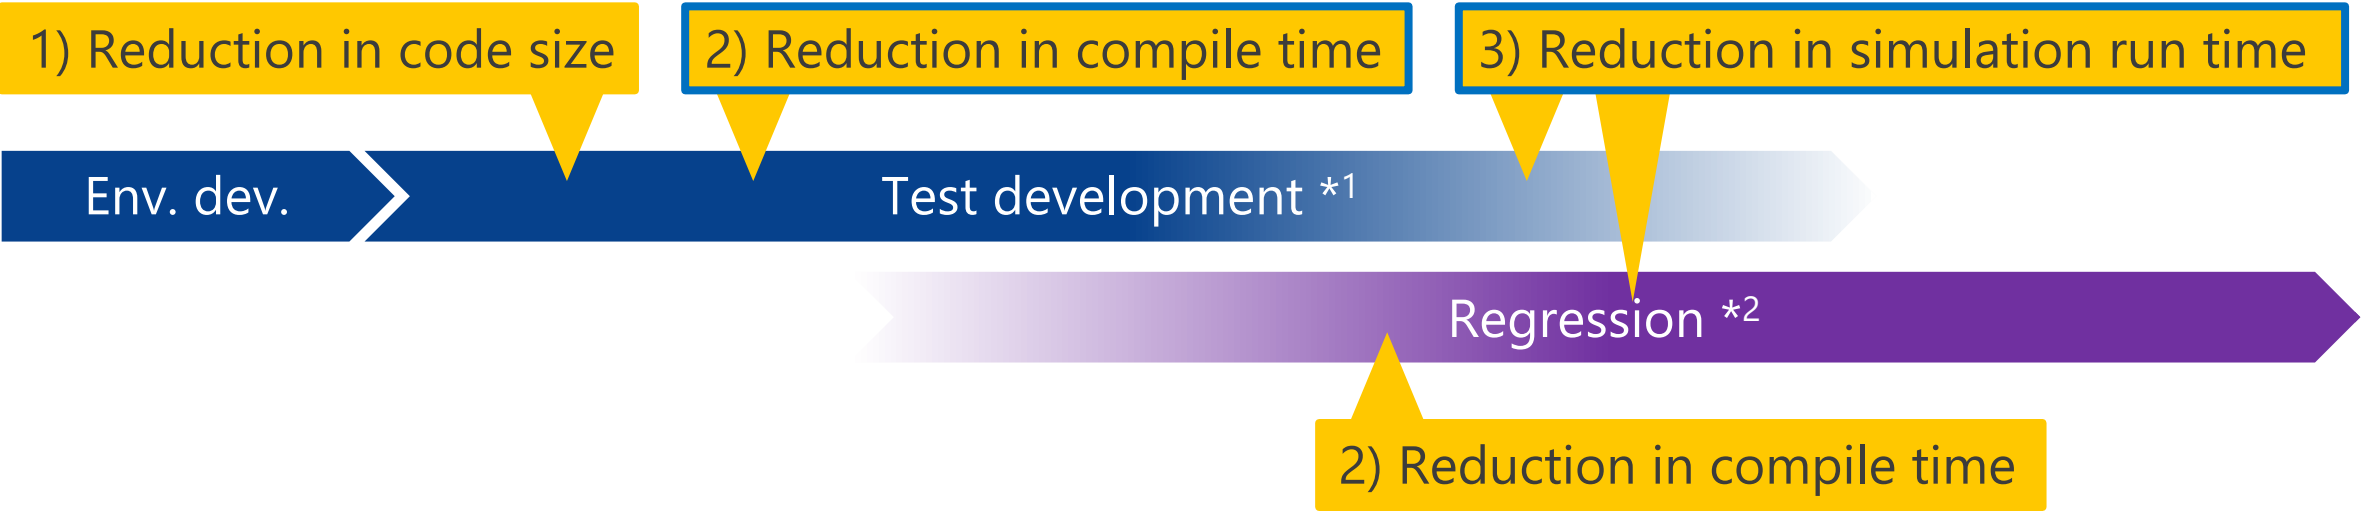 1) Reduction in code size
2) Reduction in compile time
3) Reduction in simulation run time
Env. dev.
Test development *1
Regression *2
2) Reduction in compile time